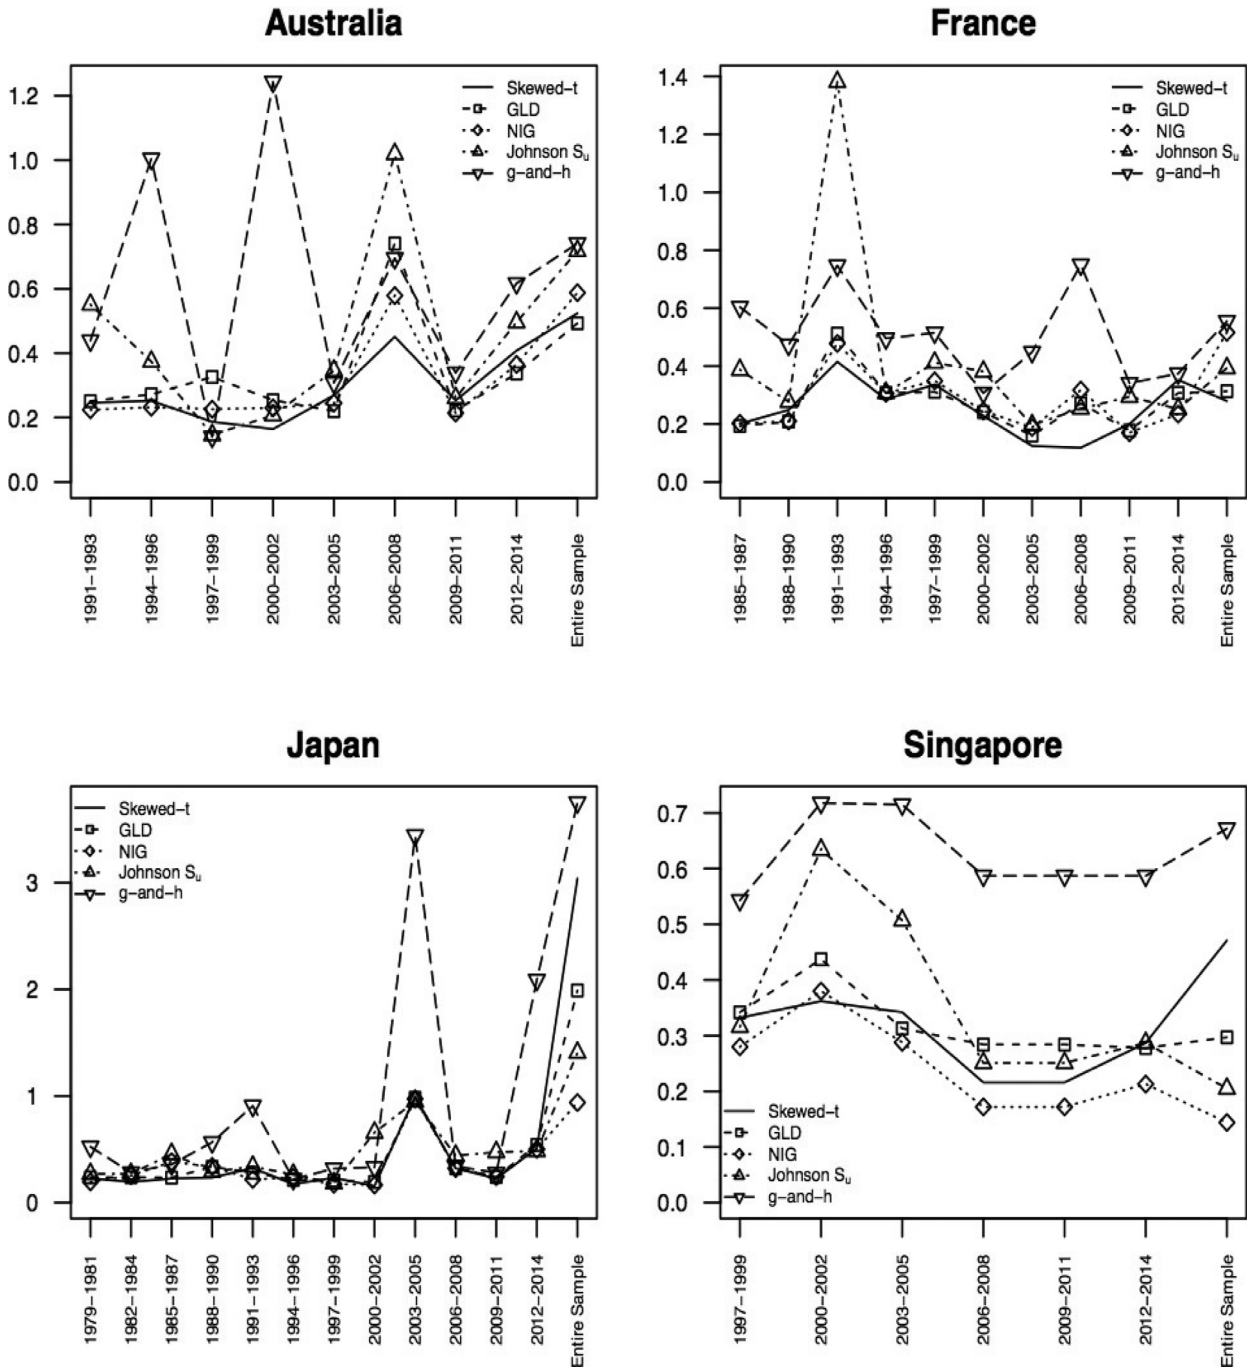 Australia
1.2
1.0
0.8
0.6
0.4
0.2
0.0
Skewed−t
GLD
NIG
Johnson Su
g−and−h
1991−1993
1994−1996
1997−1999
2000−2002
2003−2005
2006−2008
2009−2011
2012−2014
Entire Sample
France
1.4
1.2
1.0
0.8
0.6
0.4
0.2
0.0
Skewed−t
GLD
NIG
Johnson Su
g−and−h
1985−1987
1988−1990
1991−1993
1994−1996
1997−1999
2000−2002
2003−2005
2006−2008
2009−2011
2012−2014
Entire Sample
Japan
3
2
1
0
Skewed−t
GLD
NIG
Johnson Su
g−and−h
1979−1981
1982−1984
1985−1987
1988−1990
1991−1993
1994−1996
1997−1999
2000−2002
2003−2005
2006−2008
2009−2011
2012−2014
Entire Sample
Singapore
0.7
0.6
0.5
0.4
0.3
0.2
0.1
0.0
Skewed−t
GLD
NIG
Johnson Su
g−and−h
1997−1999
2000−2002
2003−2005
2006−2008
2009−2011
2012−2014
Entire Sample